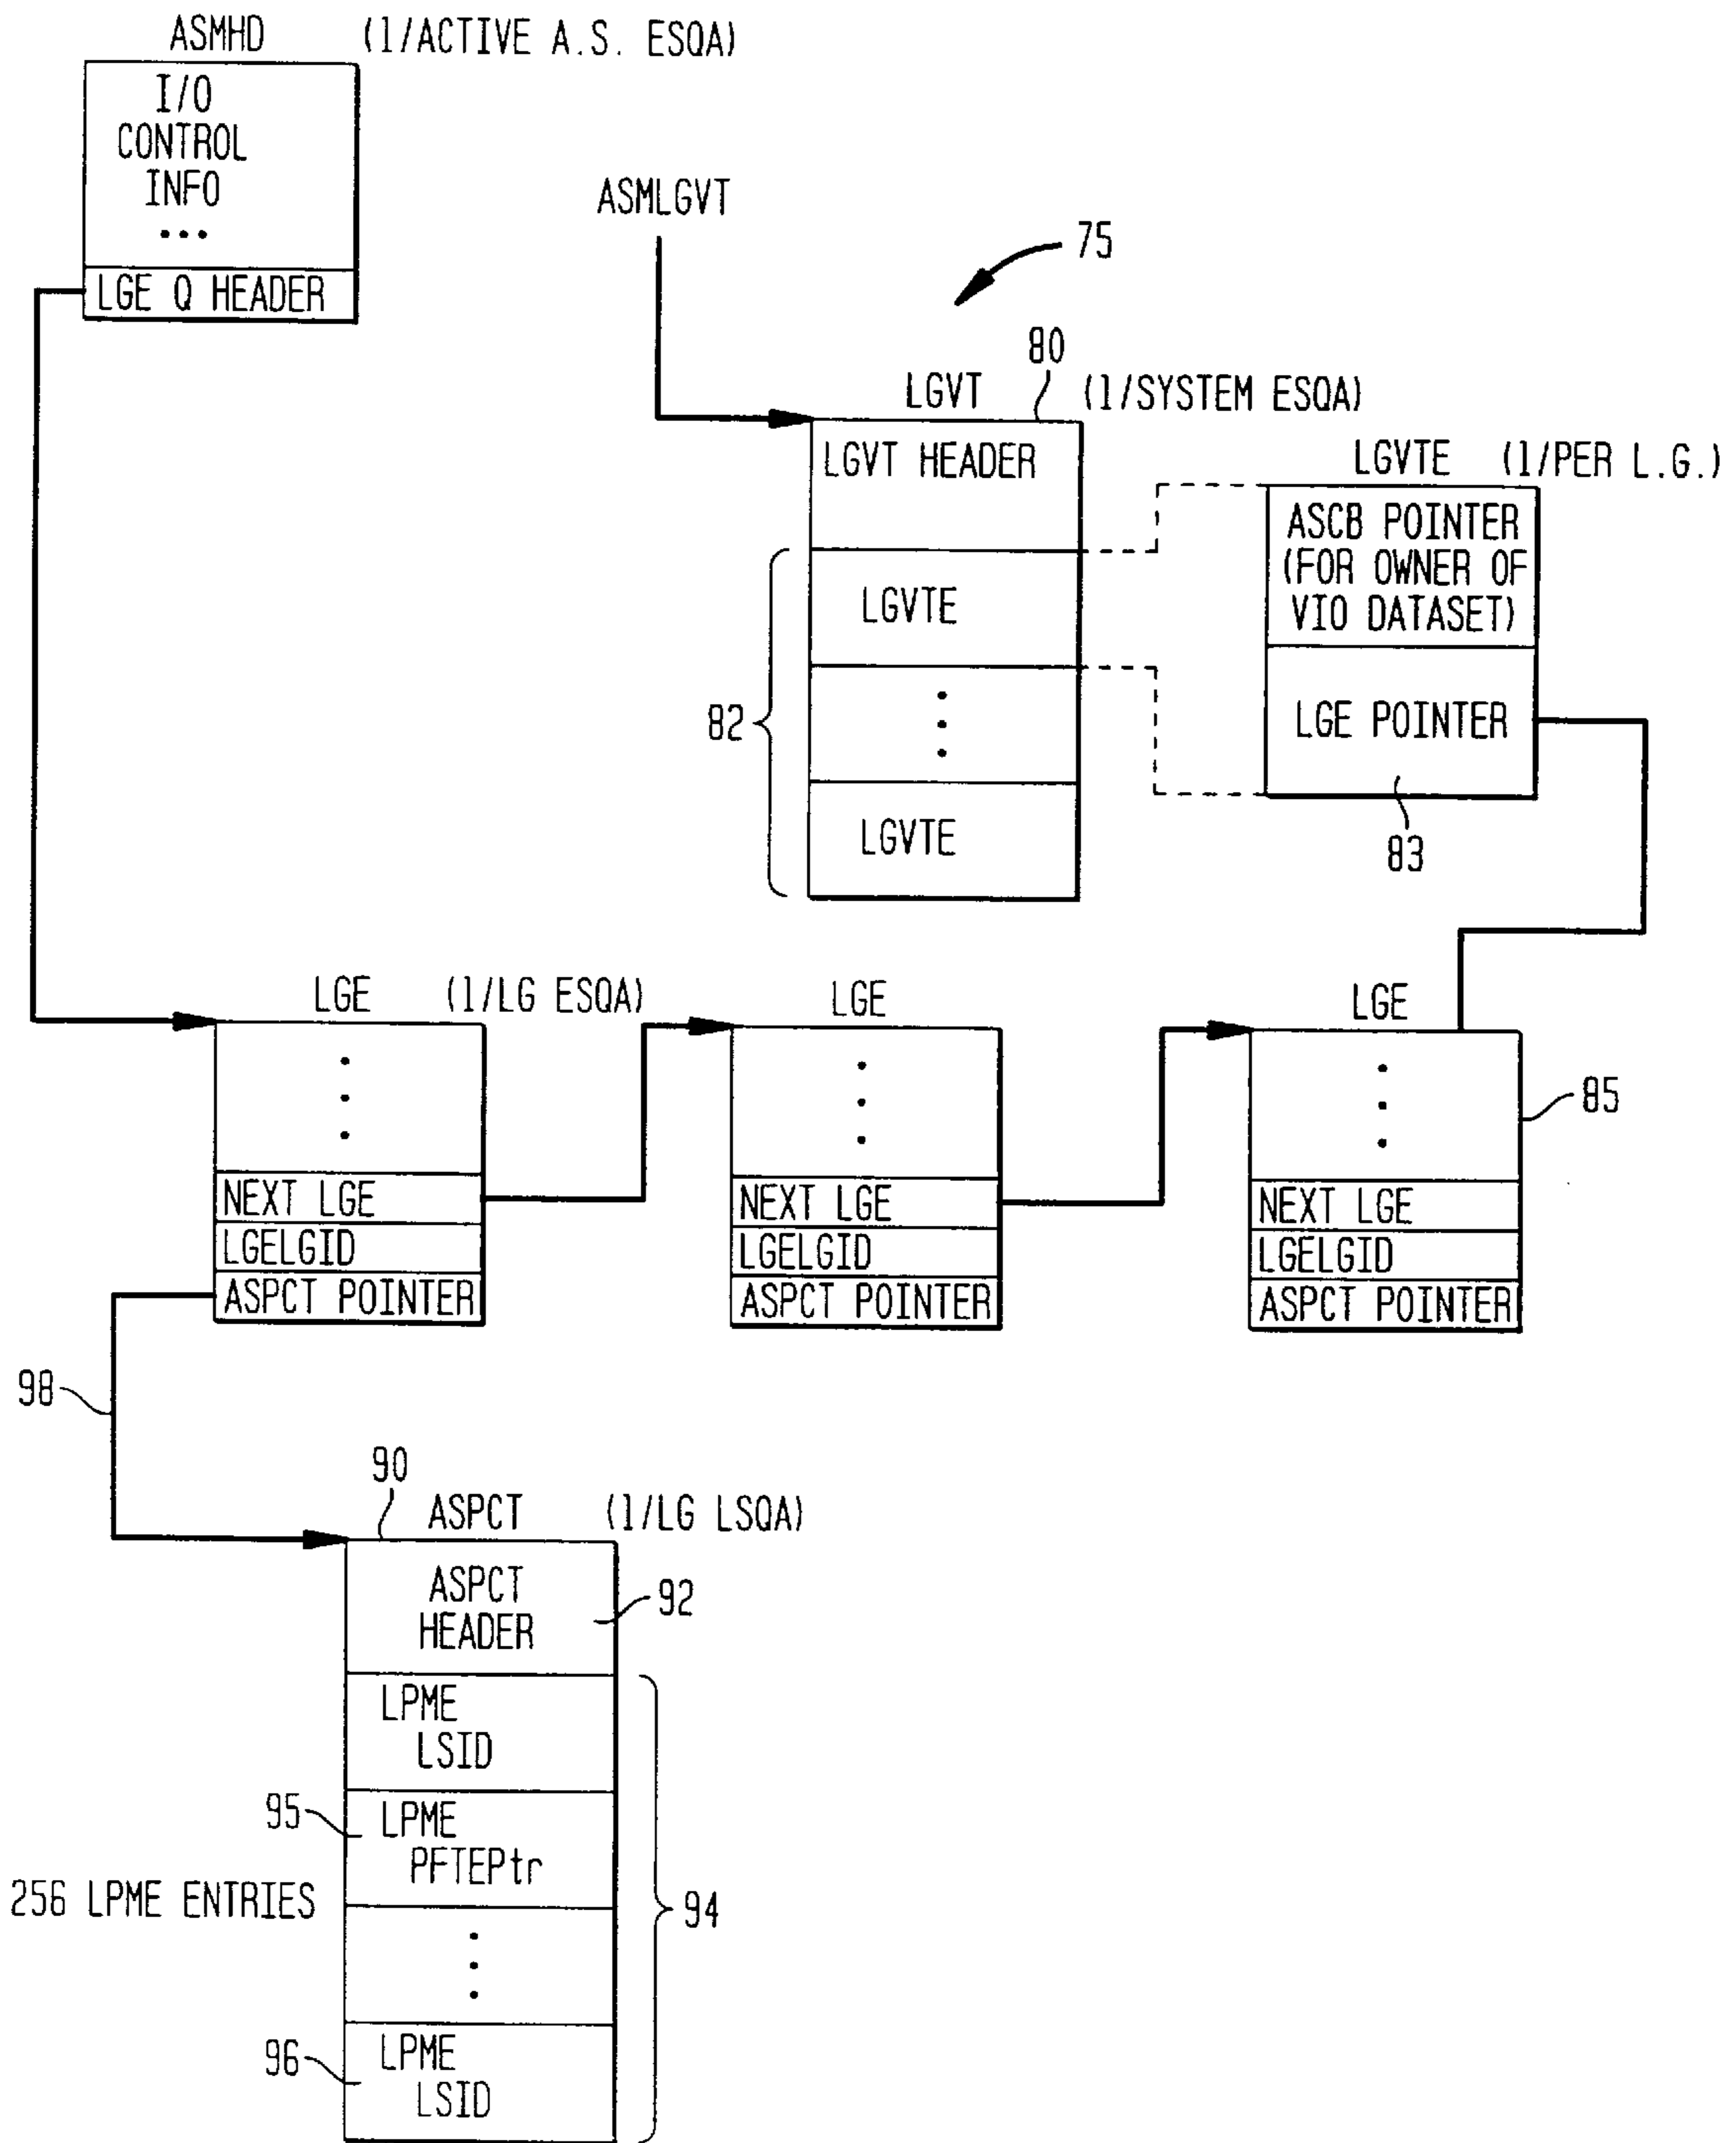 ASMHD (1/ACTIVE A.S. ESQA)
I/O
CONTROL
INFO
•••
LGE Q HEADER
ASMLGVT
75
80
LGVT (1/SYSTEM ESQA)
LGVT HEADER
LGVTE
LGVTE
82
LGVTE (1/PER L.G.)
ASCB POINTER
(FOR OWNER OF
VIO DATASET)
LGE POINTER
83
LGE (1/LG ESQA)
NEXT LGE
LGELGID
ASPCT POINTER
LGE
NEXT LGE
LGELGID
ASPCT POINTER
LGE
85
NEXT LGE
LGELGID
ASPCT POINTER
98
90
ASPCT (1/LG LSQA)
ASPCT
HEADER
92
LPME
LSID
95
LPME
PFTEPtr
256 LPME ENTRIES
94
96
LPME
LSID